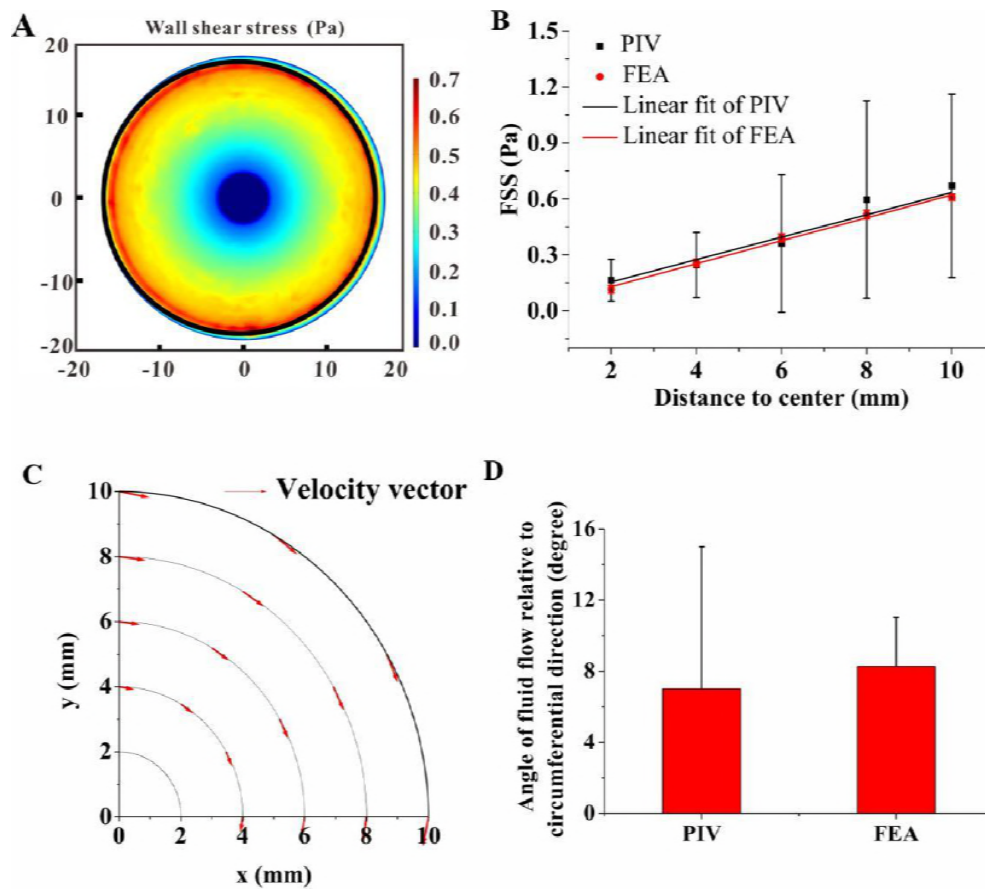 A
Wall shear stress (Pa)
20
10
0
-10
-20
-20
-10
0
10
20
0.7
0.6
0.5
0.4
0.3
0.2
0.1
0.0
B
1.5
1.2
0.9
0.6
0.3
0.0
FSS (Pa)
PIV
FEA
Linear fit of PIV
Linear fit of FEA
2
4
6
8
10
Distance to center (mm)
C
Velocity vector
10
8
6
4
2
0
y (mm)
0
2
4
6
8
10
x (mm)
D
Angle of fluid flow relative to
circumferential direction (degree)
16
12
8
4
0
PIV
FEA